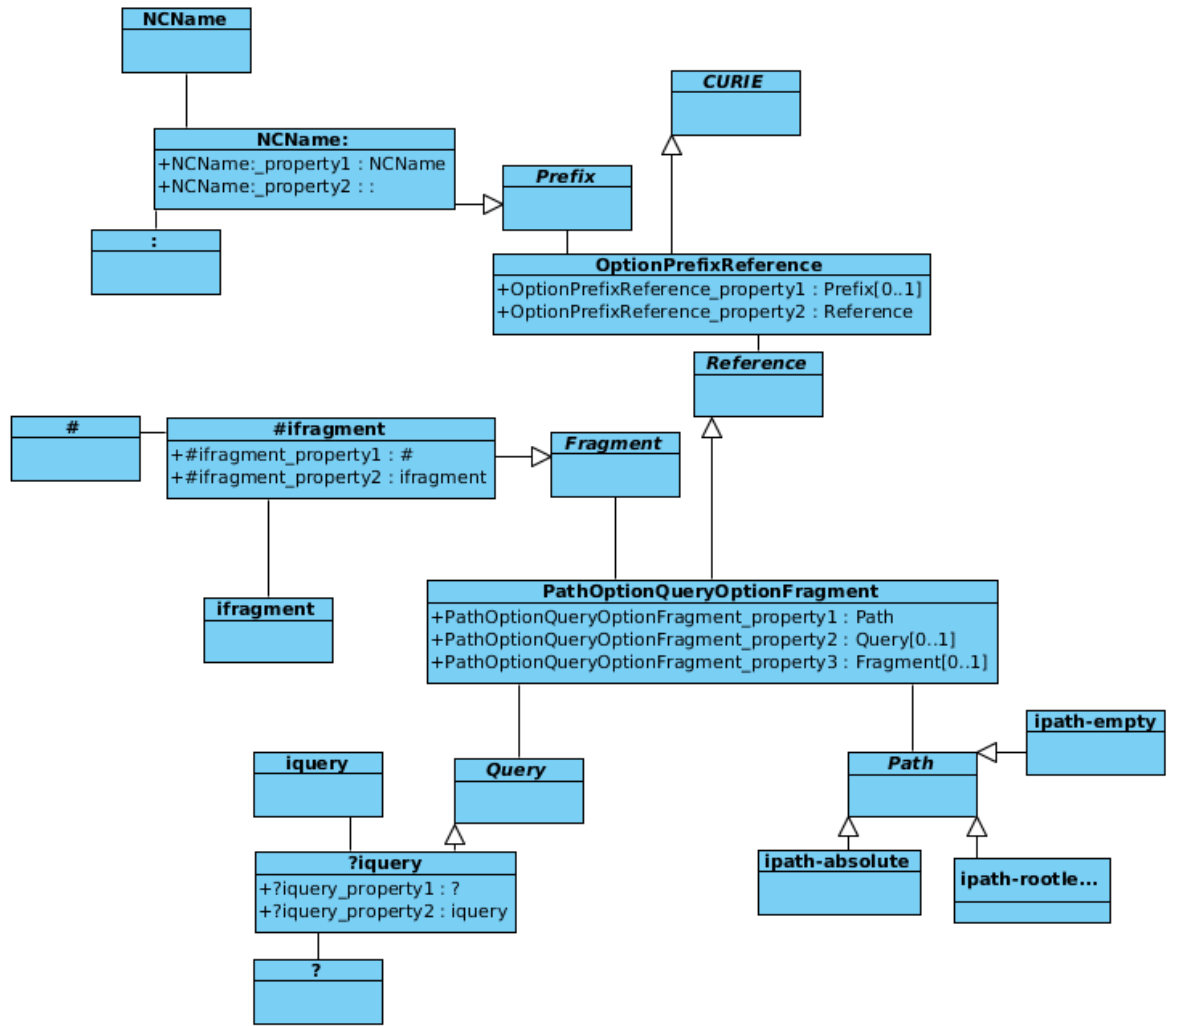 NCName
CURIE
NCName:
+NCName:_property1 : NCName
+NCName:_property2 : :
Prefix
:
OptionPrefixReference
+OptionPrefixReference_property1 : Prefix[0..1]
+OptionPrefixReference_property2 : Reference
Reference
#
#ifragment
+#ifragment_property1 : #
+#ifragment_property2 : ifragment
Fragment
ifragment
PathOptionQueryOptionFragment
+PathOptionQueryOptionFragment_property1 : Path
+PathOptionQueryOptionFragment_property2 : Query[0..1]
+PathOptionQueryOptionFragment_property3 : Fragment[0..1]
ipath-empty
iquery
Query
Path
?iquery
+?iquery_property1 : ?
+?iquery_property2 : iquery
ipath-absolute
ipath-rootle...
?